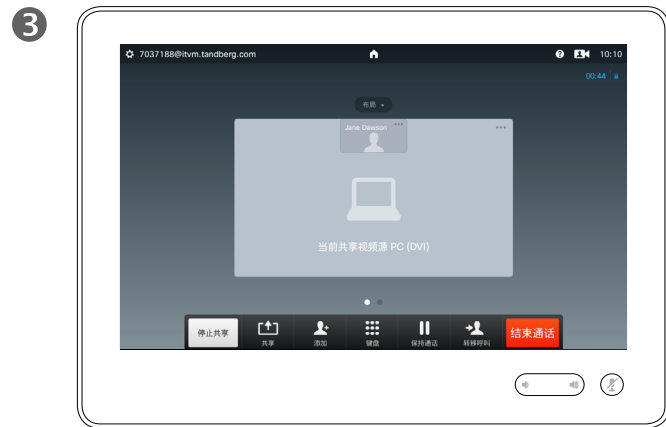 3
7037188@itvm.tandberg.com
10:10
00:44
布局
Jane Dawson
当前共享视频源 PC (DVI)
停止共享
共享
添加
键盘
保持通话
转移呼叫
结束通话